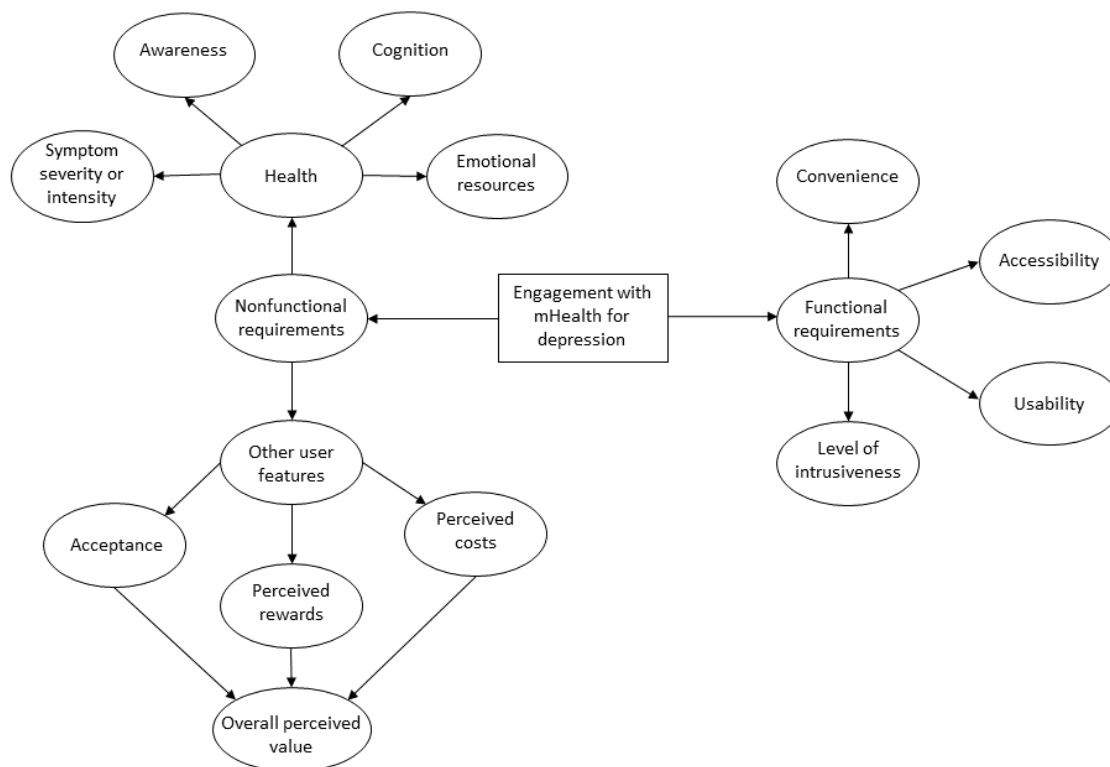 Awareness
Cognition
Symptom
severity or
intensity
Health
Emotional
resources
Convenience
Accessibility
Nonfunctional
requirements
Engagement with
mHealth for
depression
Functional
requirements
Usability
Level of
intrusiveness
Other user
features
Acceptance
Perceived
costs
Perceived
rewards
Overall perceived
value